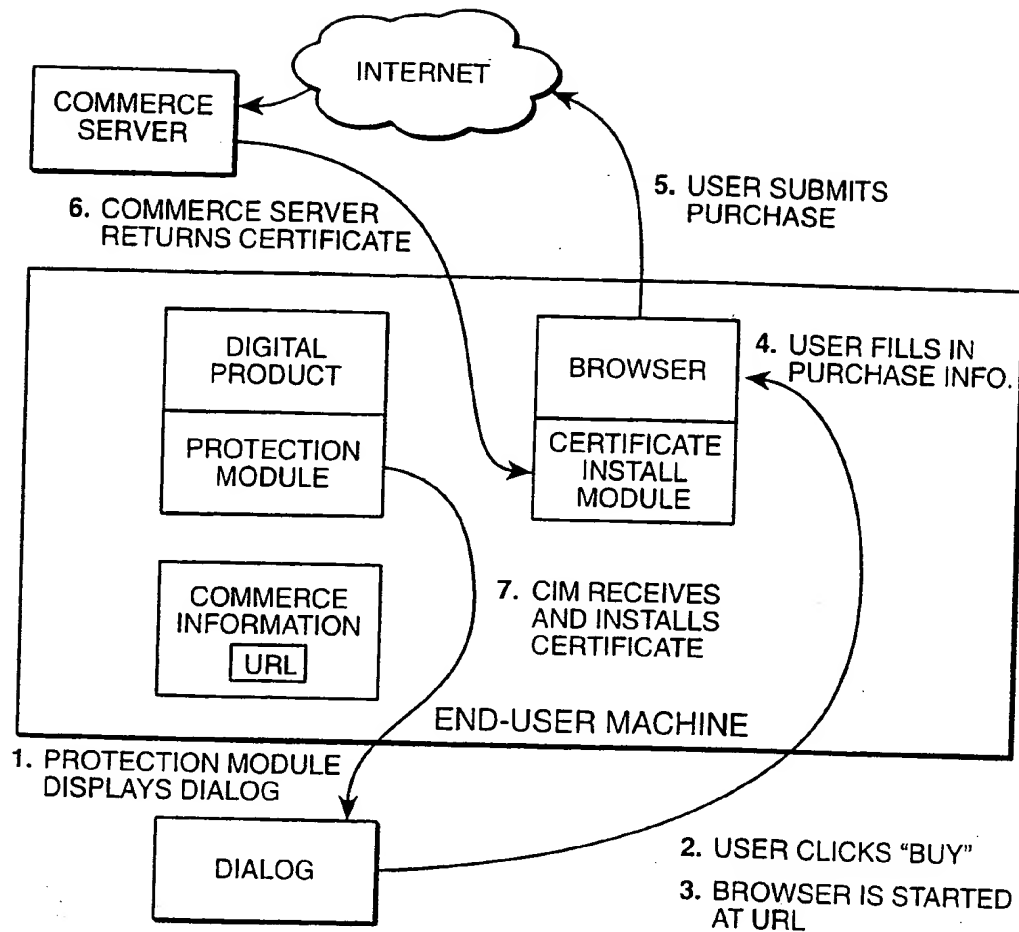 INTERNET
COMMERCE
SERVER
5. USER SUBMITS
PURCHASE
6. COMMERCE SERVER
RETURNS CERTIFICATE
DIGITAL
PRODUCT
PROTECTION
MODULE
BROWSER
CERTIFICATE
INSTALL
MODULE
4. USER FILLS IN
PURCHASE INFO.
COMMERCE
INFORMATION
URL
7. CIM RECEIVES
AND INSTALLS
CERTIFICATE
END-USER MACHINE
1. PROTECTION MODULE
DISPLAYS DIALOG
DIALOG
2. USER CLICKS “BUY”
3. BROWSER IS STARTED
AT URL